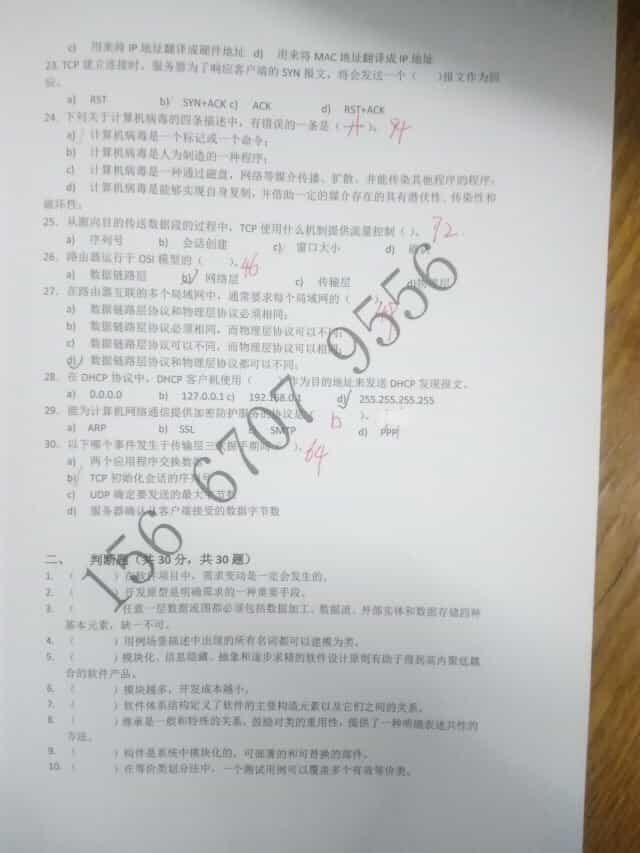 c) 用来将 IP 地址翻译成硬件地址 d) 用来将 MAC 地址翻译成 IP 地址
23. TCP 建立连接时，服务器为了响应客户端的 SYN 报文，将会发送一个（ ）报文作为回
应。
a) RST b) SYN+ACK c) ACK d) RST+ACK
24. 下列关于计算机病毒的四条描述中，有错误的一条是（ ）。 94
a) 计算机病毒是一个标记或一个命令；
b) 计算机病毒是人为制造的一种程序；
c) 计算机病毒是一种通过磁盘，网络等媒介传播、扩散、并能传染其他程序的程序。
d) 计算机病毒是能够实现自身复制，并借助一定的媒介存在的具有潜伏性、传染性和
破坏性；
25. 从源向目的传送数据段的过程中，TCP 使用什么机制提供流量控制（ ）。 92
a) 序列号 b) 会话创建 c) 窗口大小 d) 确认
26. 路由器运行于 OSI 模型的（ ）。 46
a) 数据链路层 b) 网络层 c) 传输层 d)
27. 在路由器互联的多个局域网中，通常要求每个局域网的（ ）。
a) 数据链路层协议和物理层协议必须相同；
b) 数据链路层协议必须相同，而物理层协议可以不同；
c) 数据链路层协议可以不同，而物理层协议可以相同；
d) 数据链路层协议和物理层协议都可以不同；
28. 在 DHCP 协议中，DHCP 客户机使用（ ）作为目的地址来发送 DHCP 发现报文。
a) 0.0.0.0 b) 127.0.0.1 c) 192.168.0.1 d) 255.255.255.255
29. 能为计算机网络通信提供加密防护服务的协议是（ b ）。
a) ARP b) SSL SMTP d) PPP
30. 以下哪个事件发生于传输层三次握手期间（ ）。 64
a) 两个应用程序交换数据
b) TCP 初始化会话的序列号
c) UDP 确定要发送的最大字节数
d) 服务器确认从客户端接受的数据字节数
156 6707 9556
二、 判断题（共 30 分，共 30 题）
1. （ ）在软件项目中，需求变动是一定会发生的。
2. （ ）开发原型是明确需求的一种重要手段。
3. （ ）任意一层数据流图都必须包括数据加工、数据流、外部实体和数据存储四种
基本元素，缺一不可。
4. （ ）用例场景描述中出现的所有名词都可以建模为类。
5. （ ）模块化、信息隐藏、抽象和逐步求精的软件设计原则有助于得到高内聚低耦
合的软件产品。
6. （ ）模块越多，开发成本越小。
7. （ ）软件体系结构定义了软件的主要构造元素以及它们之间的关系。
8. （ ）继承是一般和特殊的关系，鼓励对类的重用性，提供了一种明确表述共性的
方法。
9. （ ）构件是系统中模块化的、可部署的和可替换的部件。
10. （ ）在等价类划分法中，一个测试用例可以覆盖多个有效等价类。